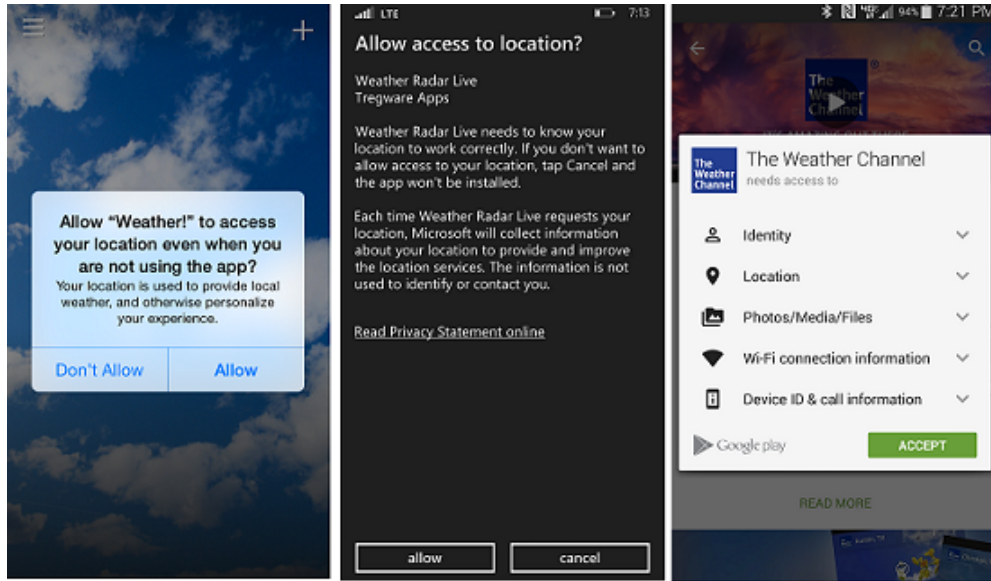 Allow “Weather!” to access
your location even when you
are not using the app?
Your location is used to provide local
weather, and otherwise personalize
your experience.
Don't Allow
Allow
LTE
7:13
Allow access to location?
Weather Radar Live
Tregware Apps
Weather Radar Live needs to know your
location to work correctly. If you don't want to
allow access to your location, tap Cancel and
the app won't be installed.
Each time Weather Radar Live requests your
location, Microsoft will collect information
about your location to provide and improve
the location services. The information is not
used to identify or contact you.
Read Privacy Statement online
allow
cancel
94% 7:21 PM
The
Weather
Channel
The
Weather
Channel
The Weather Channel
needs access to
Identity
Location
Photos/Media/Files
Wi-Fi connection information
Device ID & call information
Google play
ACCEPT
READ MORE